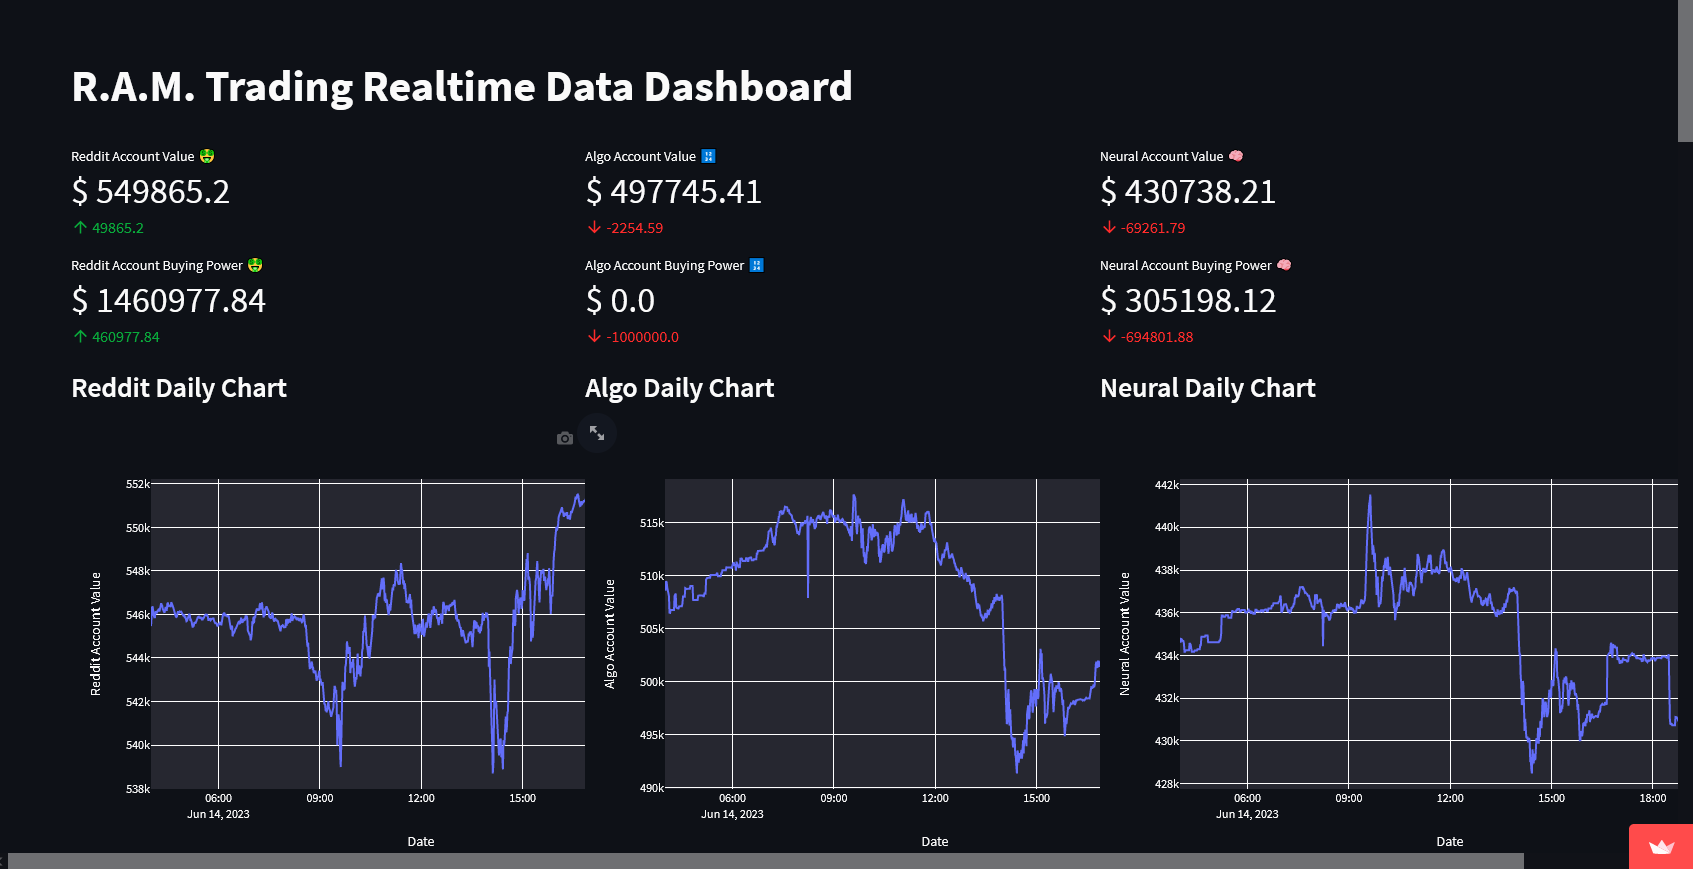 R.A.M. Trading Realtime Data Dashboard
Reddit Account Value 🤑
$ 549865.2
↑ 49865.2
Reddit Account Buying Power 🤑
$ 1460977.84
↑ 460977.84
Reddit Daily Chart
Algo Account Value 🔢
$ 497745.41
↓ -2254.59
Algo Account Buying Power 🔢
$ 0.0
↓ -1000000.0
Algo Daily Chart
Neural Account Value 🧠
$ 430738.21
↓ -69261.79
Neural Account Buying Power 🧠
$ 305198.12
↓ -694801.88
Neural Daily Chart
Reddit Account Value
552k
550k
548k
546k
544k
542k
540k
538k
06:00 09:00 12:00 15:00
Jun 14, 2023
Date
Algo Account Value
515k
510k
505k
500k
495k
490k
06:00 09:00 12:00 15:00
Jun 14, 2023
Date
Neural Account Value
442k
440k
438k
436k
434k
432k
430k
428k
06:00 09:00 12:00 15:00 18:00
Jun 14, 2023
Date